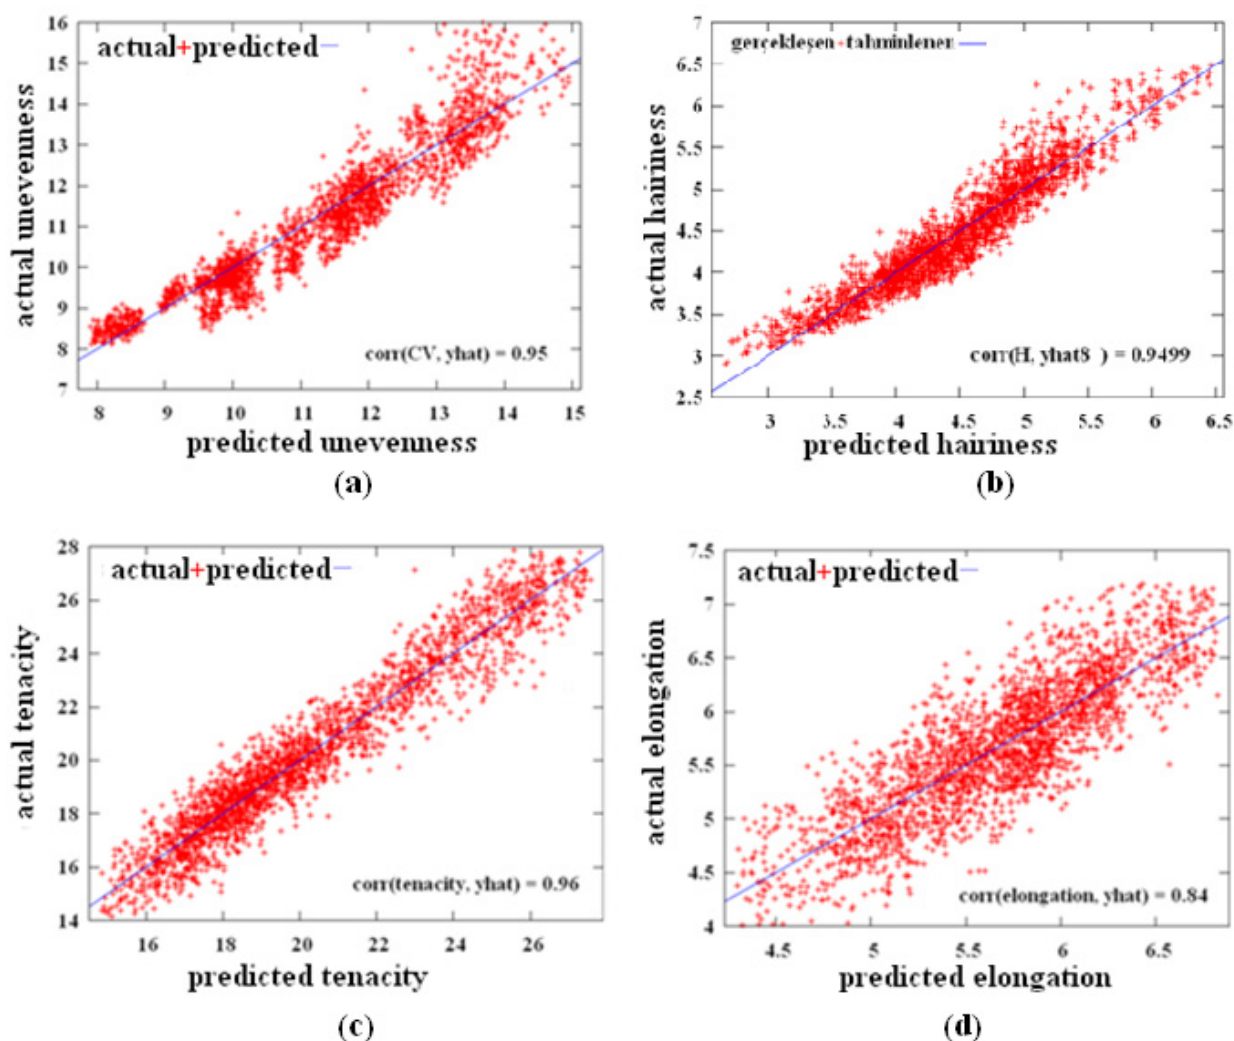 actual+predicted
16
15
14
13
12
11
10
9
8
7
actual unevenness
corr(CV, yhat) = 0.95
8 9 10 11 12 13 14 15
predicted unevenness
(a)
gerçekleşen+tahminlenen
7
6.5
6
5.5
5
4.5
4
3.5
3
2.5
actual hairiness
corr(H, yhat8 ) = 0.9499
3 3.5 4 4.5 5 5.5 6 6.5
predicted hairiness
(b)
actual+predicted
28
26
24
22
20
18
16
14
actual tenacity
corr(tenacity, yhat) = 0.96
16 18 20 22 24 26
predicted tenacity
(c)
actual+predicted
7.5
7
6.5
6
5.5
5
4.5
4
actual elongation
corr(elongation, yhat) = 0.84
4.5 5 5.5 6 6.5
predicted elongation
(d)